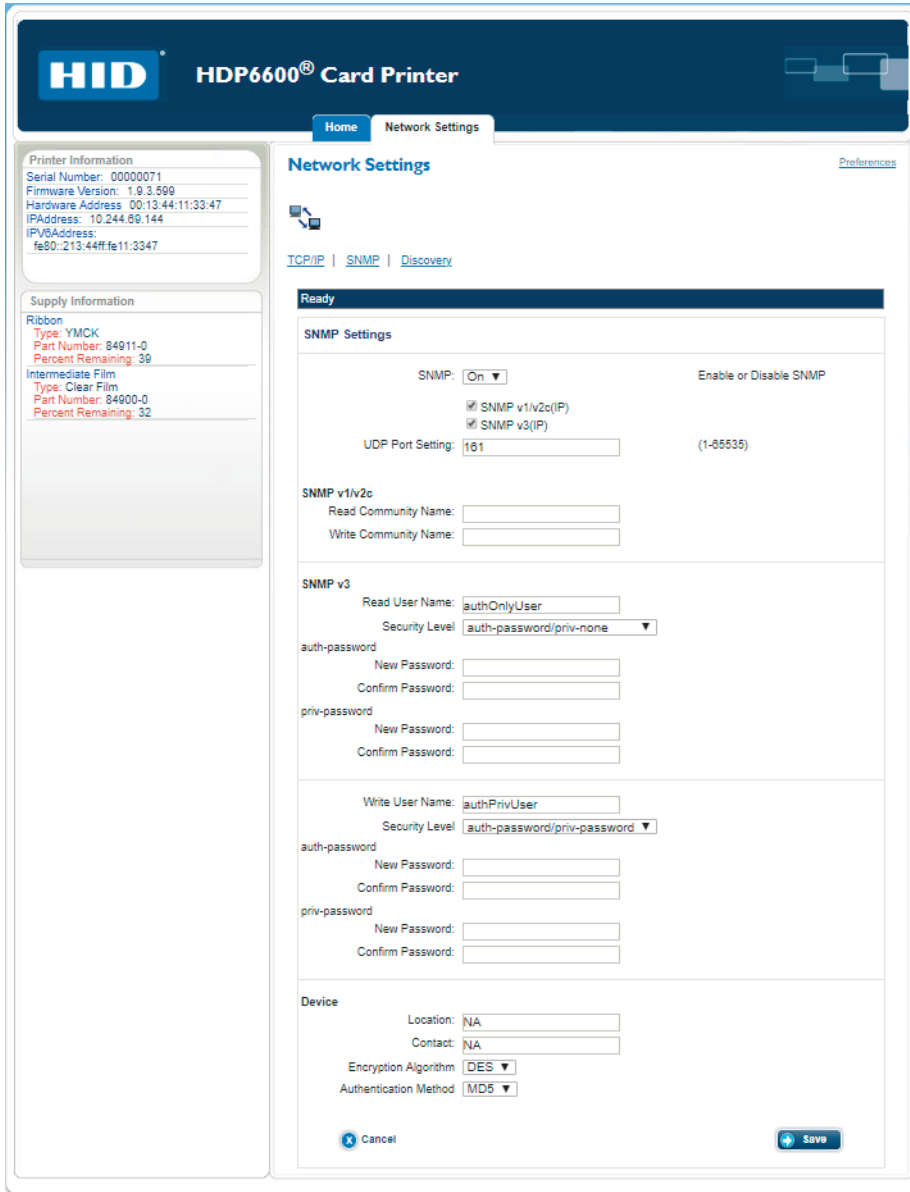 HID
HDP6600® Card Printer
Home
Network Settings
Printer Information
Serial Number: 00000071
Firmware Version: 1.9.3.599
Hardware Address 00:13:44:11:33:47
IPAddress: 10.244.69.144
IPV6Address:
fe80::213:44ff:fe11:3347
Supply Information
Ribbon
Type: YMCK
Part Number: 84911-0
Percent Remaining: 39
Intermediate Film
Type: Clear Film
Part Number: 84900-0
Percent Remaining: 32
Network Settings
Preferences
TCP/IP | SNMP | Discovery
Ready
SNMP Settings
SNMP: On ▼ Enable or Disable SNMP
SNMP v1/v2c(IP)
SNMP v3(IP)
UDP Port Setting: 161 (1-65535)
SNMP v1/v2c
Read Community Name:
Write Community Name:
SNMP v3
Read User Name: authOnlyUser
Security Level auth-password/priv-none ▼
auth-password
New Password:
Confirm Password:
priv-password
New Password:
Confirm Password:
Write User Name: authPrivUser
Security Level auth-password/priv-password ▼
auth-password
New Password:
Confirm Password:
priv-password
New Password:
Confirm Password:
Device
Location: NA
Contact: NA
Encryption Algorithm DES ▼
Authentication Method MD5 ▼
X Cancel
Save